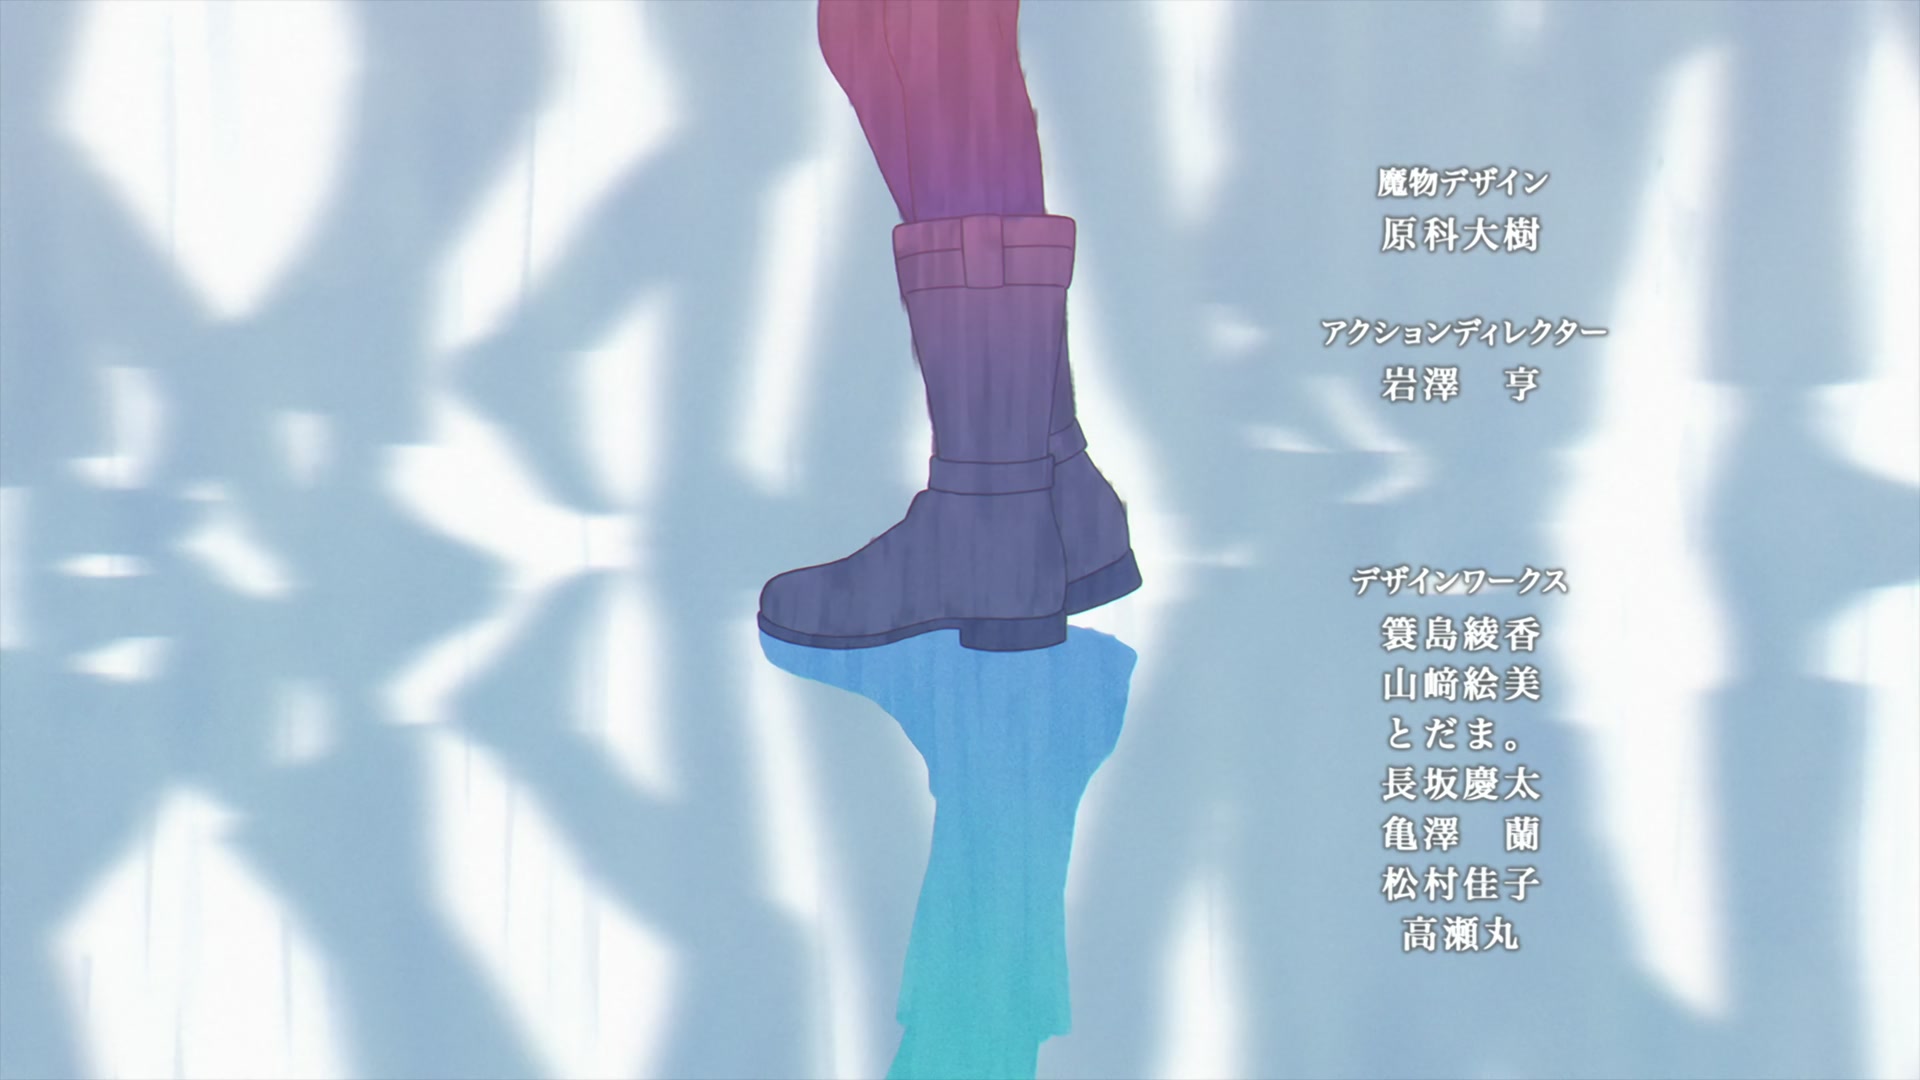 魔物デザイン
原科大樹
アクションディレクター
岩澤　亨
デザインワークス
簑島綾香
山﨑絵美
とだま。
長坂慶太
亀澤　蘭
松村佳子
高瀬丸